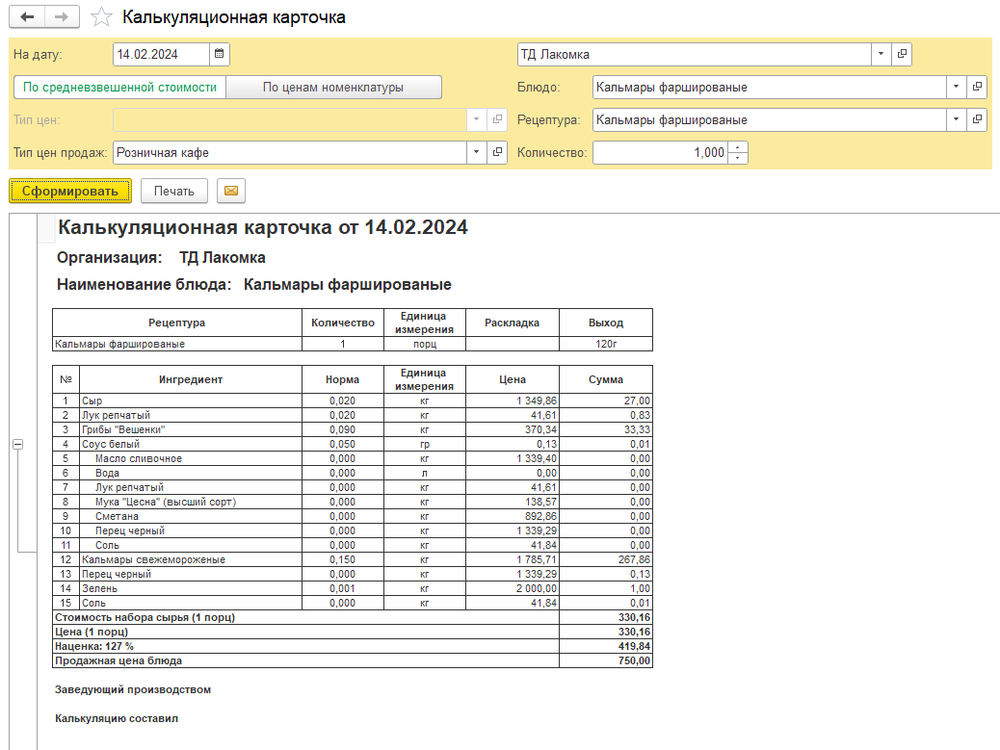 Калькуляционная карточка
На дату: 14.02.2024 ТД Лакомка
По средневзвешенной стоимости По ценам номенклатуры Блюдо: Кальмары фаршированые
Тип цен: Рецептура: Кальмары фаршированые
Тип цен продаж: Розничная кафе Количество: 1,000
Сформировать Печать
Калькуляционная карточка от 14.02.2024
Организация: ТД Лакомка
Наименование блюда: Кальмары фаршированые
Рецептура Количество Единица измерения Раскладка Выход
Кальмары фаршированые 1 порц 120г
№ Ингредиент Норма Единица измерения Цена Сумма
1 Сыр 0,020 кг 1 349,86 27,00
2 Лук репчатый 0,020 кг 41,61 0,83
3 Грибы "Вешенки" 0,090 кг 370,34 33,33
4 Соус белый 0,050 гр 0,13 0,01
5 Масло сливочное 0,000 кг 1 339,40 0,00
6 Вода 0,000 л 0,00 0,00
7 Лук репчатый 0,000 кг 41,61 0,00
8 Мука "Цесна" (высший сорт) 0,000 кг 138,57 0,00
9 Сметана 0,000 кг 892,86 0,00
10 Перец черный 0,000 кг 1 339,29 0,00
11 Соль 0,000 кг 41,84 0,00
12 Кальмары свежемороженые 0,150 кг 1 785,71 267,86
13 Перец черный 0,000 кг 1 339,29 0,13
14 Зелень 0,001 кг 2 000,00 1,00
15 Соль 0,000 кг 41,84 0,01
Стоимость набора сырья (1 порц) 330,16
Цена (1 порц) 330,16
Наценка: 127 % 419,84
Продажная цена блюда 750,00
Заведующий производством
Калькуляцию составил